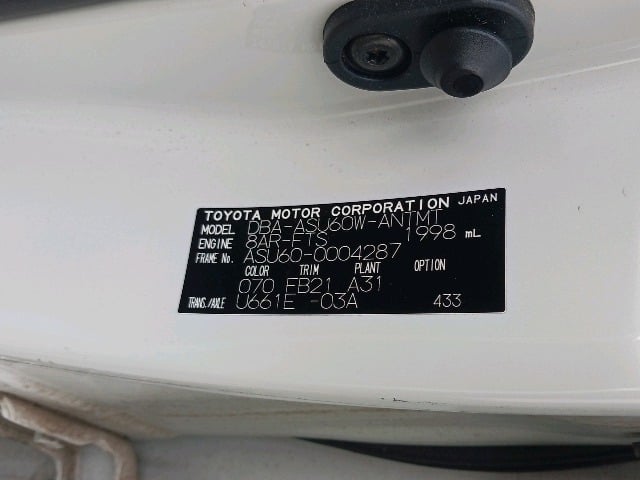 TOYOTA MOTOR CORPORATION JAPAN
MODEL DBA-ASU60W-ANTMT
ENGINE 8AR-FTS 1998 mL
FRAME No. ASU60-0004287
COLOR TRIM PLANT OPTION
070 FB21 A31
TRANS./AXLE U661E -03A 433